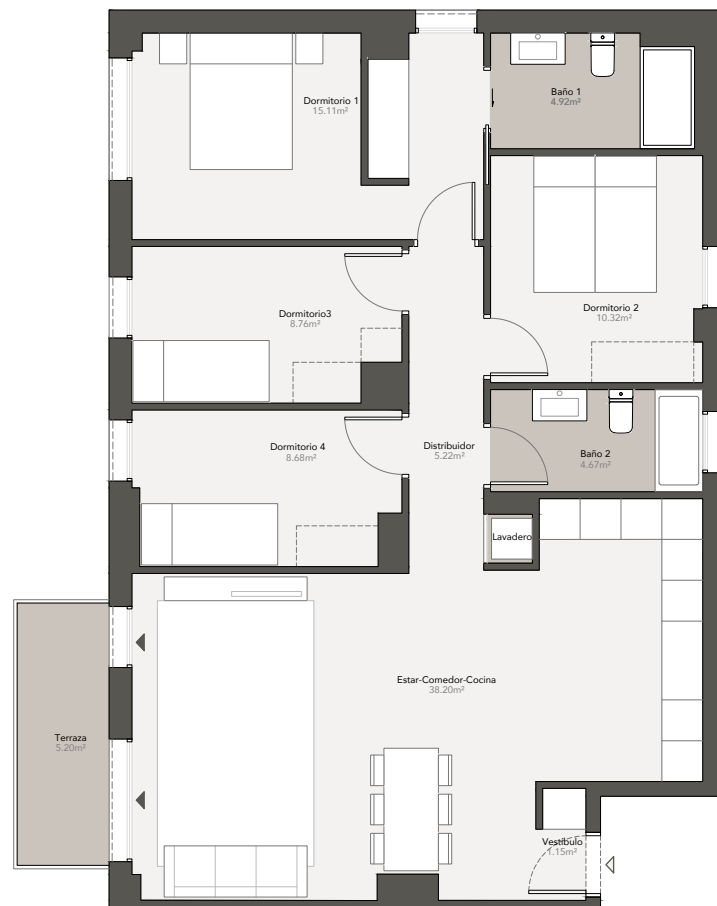 Dormitorio 1
15.11m²
Baño 1
4.92m²
Dormitorio3
8.76m²
Dormitorio 2
10.32m²
Dormitorio 4
8.68m²
Distribuidor
5.22m²
Baño 2
4.67m²
Lavadero
Estar-Comedor-Cocina
38.20m²
Terraza
5.20m²
Vestíbulo
1.15m²